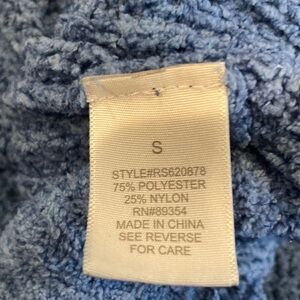 S
STYLE#RS620878
75% POLYESTER
25% NYLON
RN#89354
MADE IN CHINA
SEE REVERSE
FOR CARE